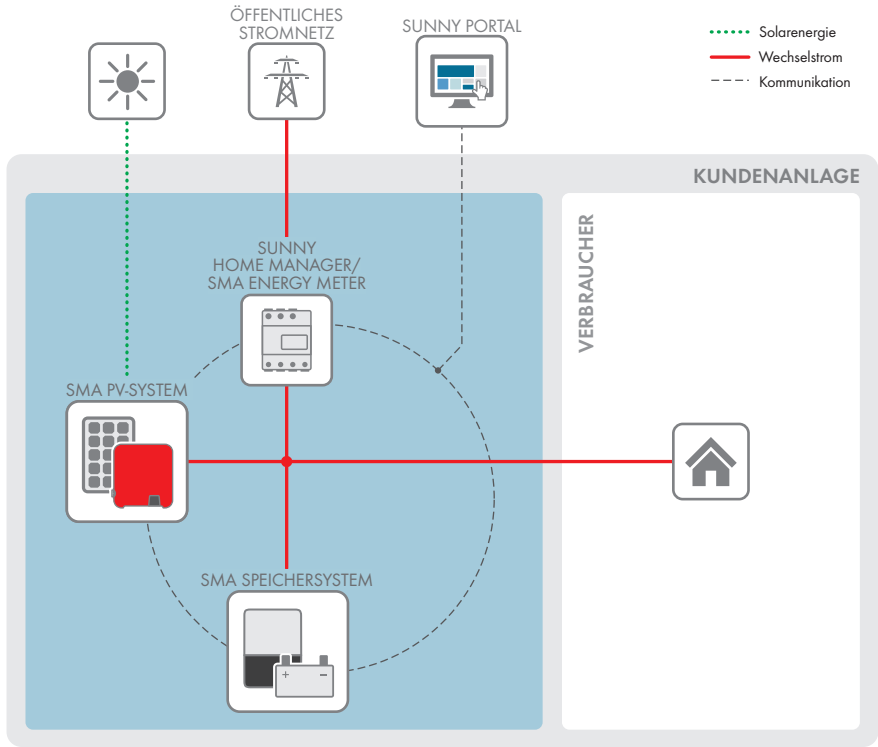 ÖFFENTLICHES
STROMNETZ
SUNNY PORTAL
Solarenergie
Wechselstrom
Kommunikation
KUNDENANLAGE
VERBRAUCHER
SUNNY
HOME MANAGER/
SMA ENERGY METER
SMA PV-SYSTEM
SMA SPEICHERSYSTEM
+ −